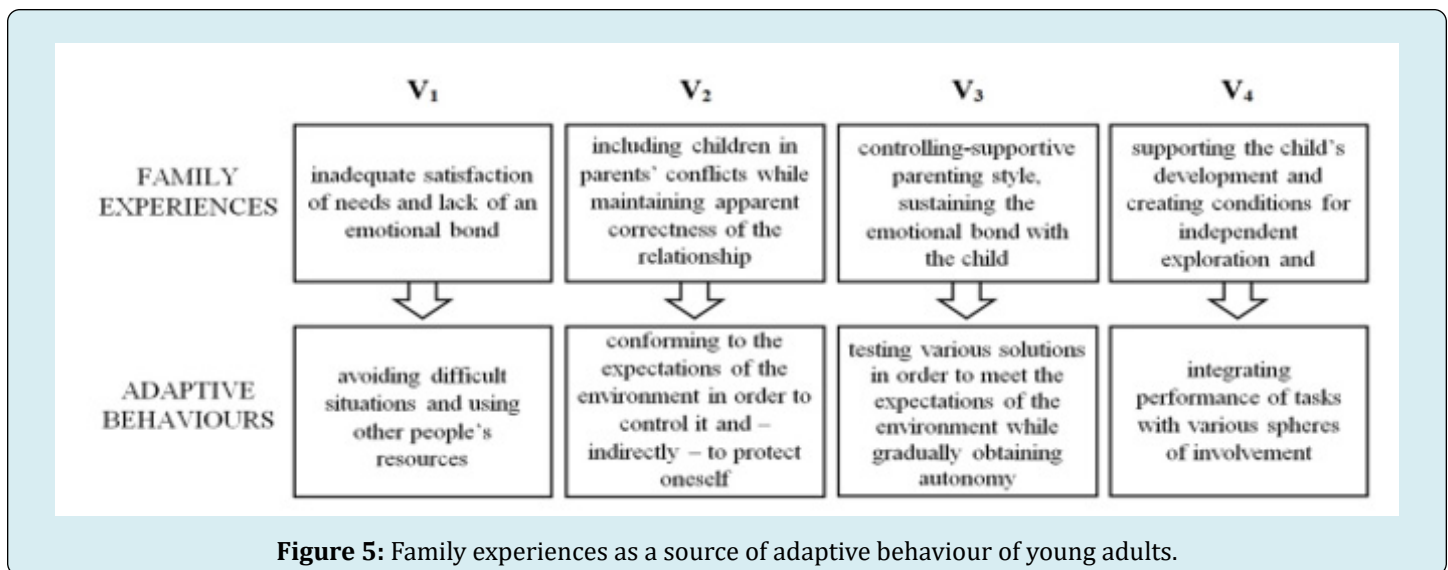 V₁
V₂
V₃
V₄
FAMILY
EXPERIENCES
inadequate satisfaction
of needs and lack of an
emotional bond
including children in
parents' conflicts while
maintaining apparent
correctness of the
relationship
controlling-supportive
parenting style,
sustaining the
emotional bond with
the child
supporting the child's
development and
creating conditions for
independent
exploration and
ADAPTIVE
BEHAVIOURS
avoiding difficult
situations and using
other people's
resources
conforming to the
expectations of the
environment in order to
control it and –
indirectly – to protect
oneself
testing various solutions
in order to meet the
expectations of the
environment while
gradually obtaining
autonomy
integrating
performance of tasks
with various spheres
of involvement
Figure 5: Family experiences as a source of adaptive behaviour of young adults.